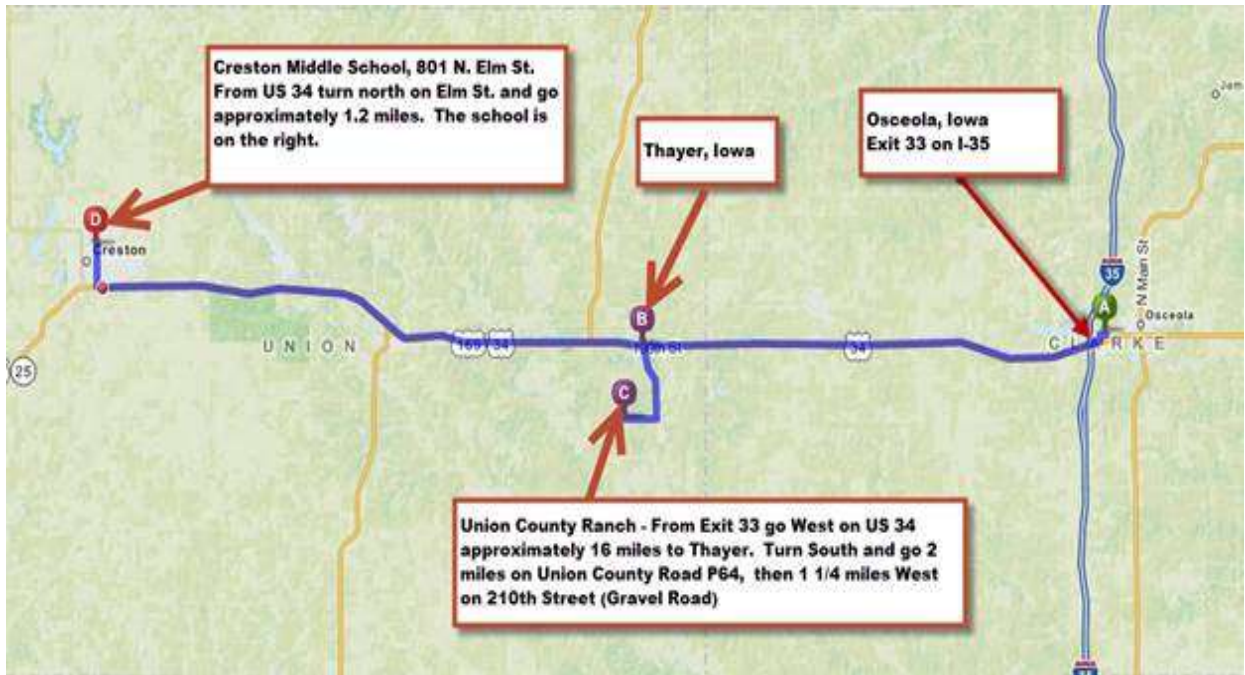 Creston Middle School, 801 N. Elm St.
From US 34 turn north on Elm St. and go
approximately 1.2 miles.  The school is
on the right.
Thayer, Iowa
Osceola, Iowa
Exit 33 on I-35
D
Creston
25
UNION
169
34
B
C
34
35
A
N Main St
Osceola
CLARKE
Union County Ranch - From Exit 33 go West on US 34
approximately 16 miles to Thayer.  Turn South and go 2
miles on Union County Road P64,  then 1 1/4 miles West
on 210th Street (Gravel Road)
35